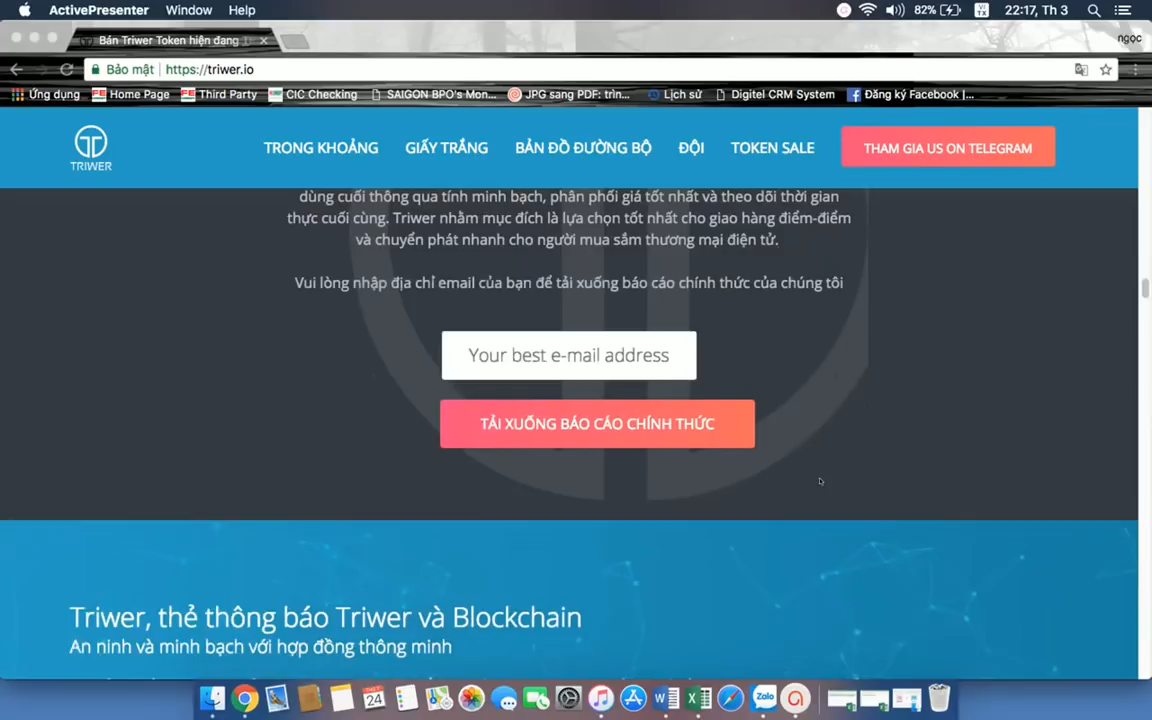 ActivePresenter Window Help 82% 22:17, Th 3
Bán Triwer Token hiện đang ngọc
Bảo mật https://triwer.io
Ứng dụng Home Page Third Party CIC Checking SAIGON BPO's Mon... JPG sang PDF: trìn... Lịch sử Digitel CRM System Đăng ký Facebook |...
TRIWER
TRONG KHOẢNG GIẤY TRẮNG BẢN ĐỒ ĐƯỜNG BỘ ĐỘI TOKEN SALE THAM GIA US ON TELEGRAM
dùng cuối thông qua tính minh bạch, phân phối giá tốt nhất và theo dõi thời gian
thực cuối cùng. Triwer nhằm mục đích là lựa chọn tốt nhất cho giao hàng điểm-điểm
và chuyển phát nhanh cho người mua sắm thương mại điện tử.
Vui lòng nhập địa chỉ email của bạn để tải xuống báo cáo chính thức của chúng tôi
Your best e-mail address
TẢI XUỐNG BÁO CÁO CHÍNH THỨC
Triwer, thẻ thông báo Triwer và Blockchain
An ninh và minh bạch với hợp đồng thông minh
24
Zalo